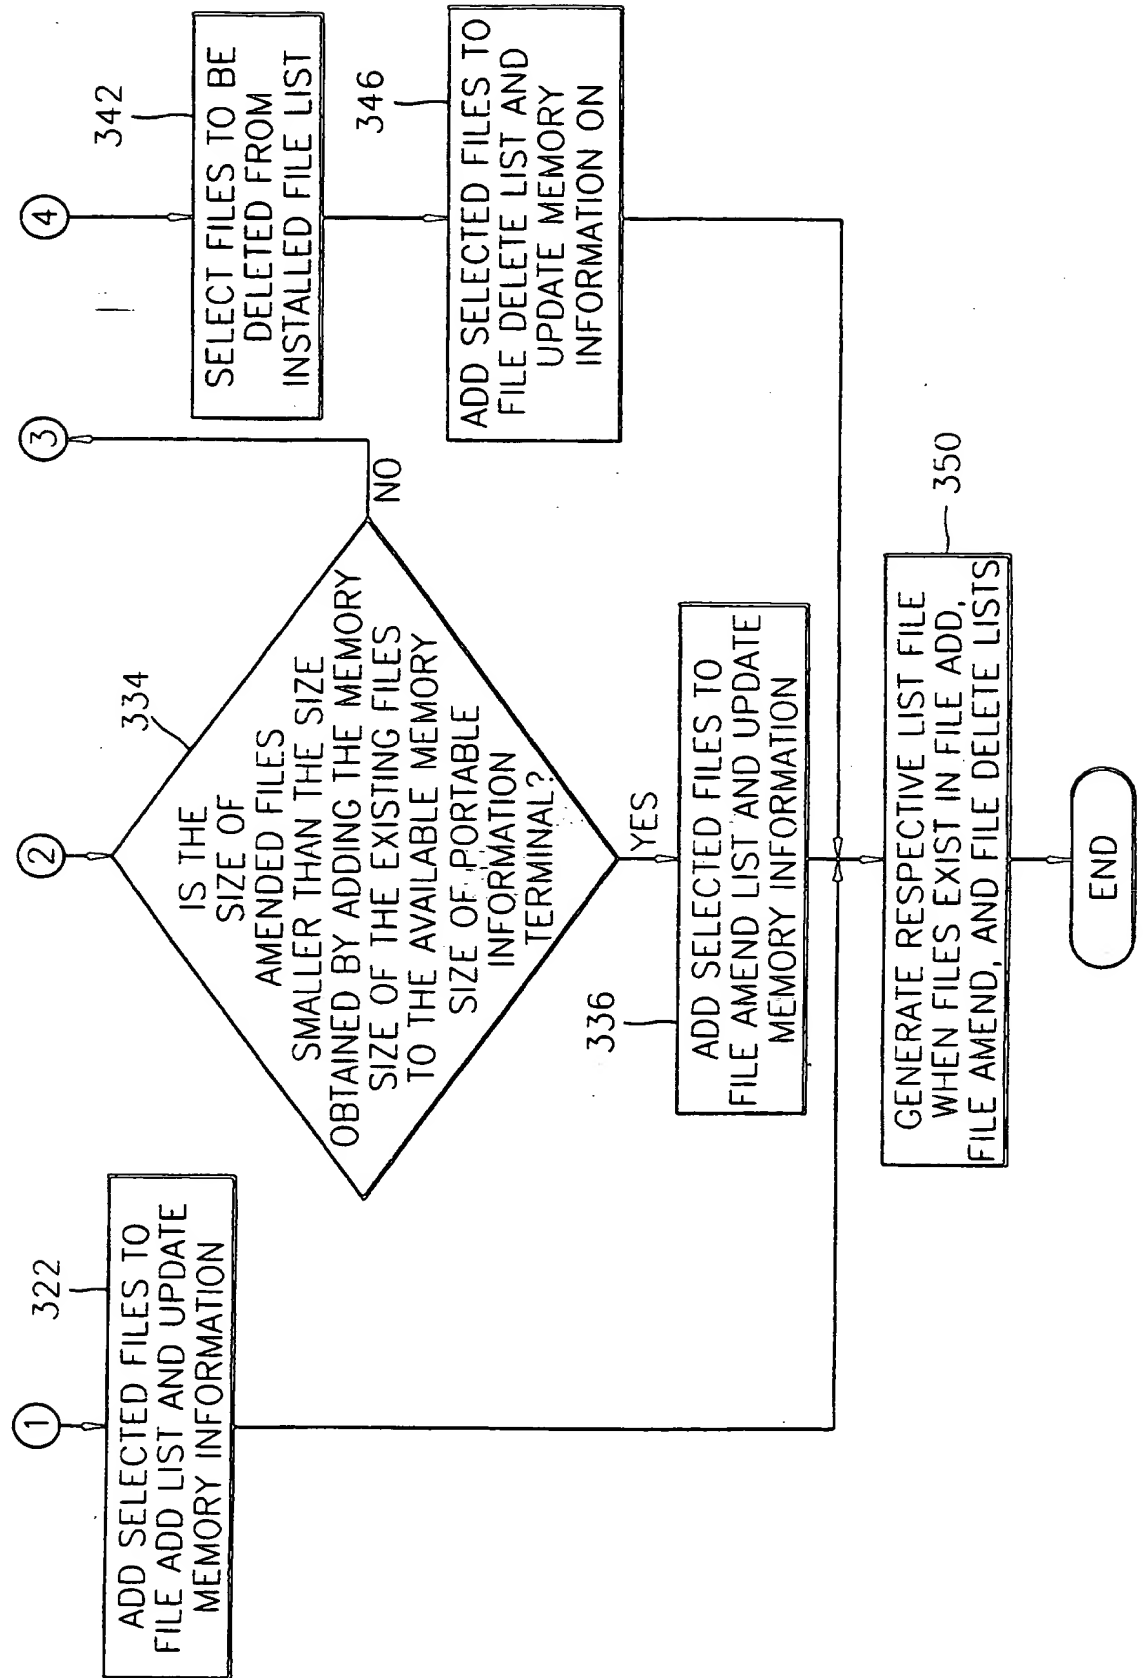 1
322
ADD SELECTED FILES TO
FILE ADD LIST AND UPDATE
MEMORY INFORMATION
2
334
IS THE
SIZE OF
AMENDED FILES
SMALLER THAN THE SIZE
OBTAINED BY ADDING THE MEMORY
SIZE OF THE EXISTING FILES
TO THE AVAILABLE MEMORY
SIZE OF PORTABLE
INFORMATION
TERMINAL?
NO
3
YES
336
ADD SELECTED FILES TO
FILE AMEND LIST AND UPDATE
MEMORY INFORMATION
4
342
SELECT FILES TO BE
DELETED FROM
INSTALLED FILE LIST
346
ADD SELECTED FILES TO
FILE DELETE LIST AND
UPDATE MEMORY
INFORMATION ON
350
GENERATE RESPECTIVE LIST FILE
WHEN FILES EXIST IN FILE ADD,
FILE AMEND, AND FILE DELETE LISTS
END